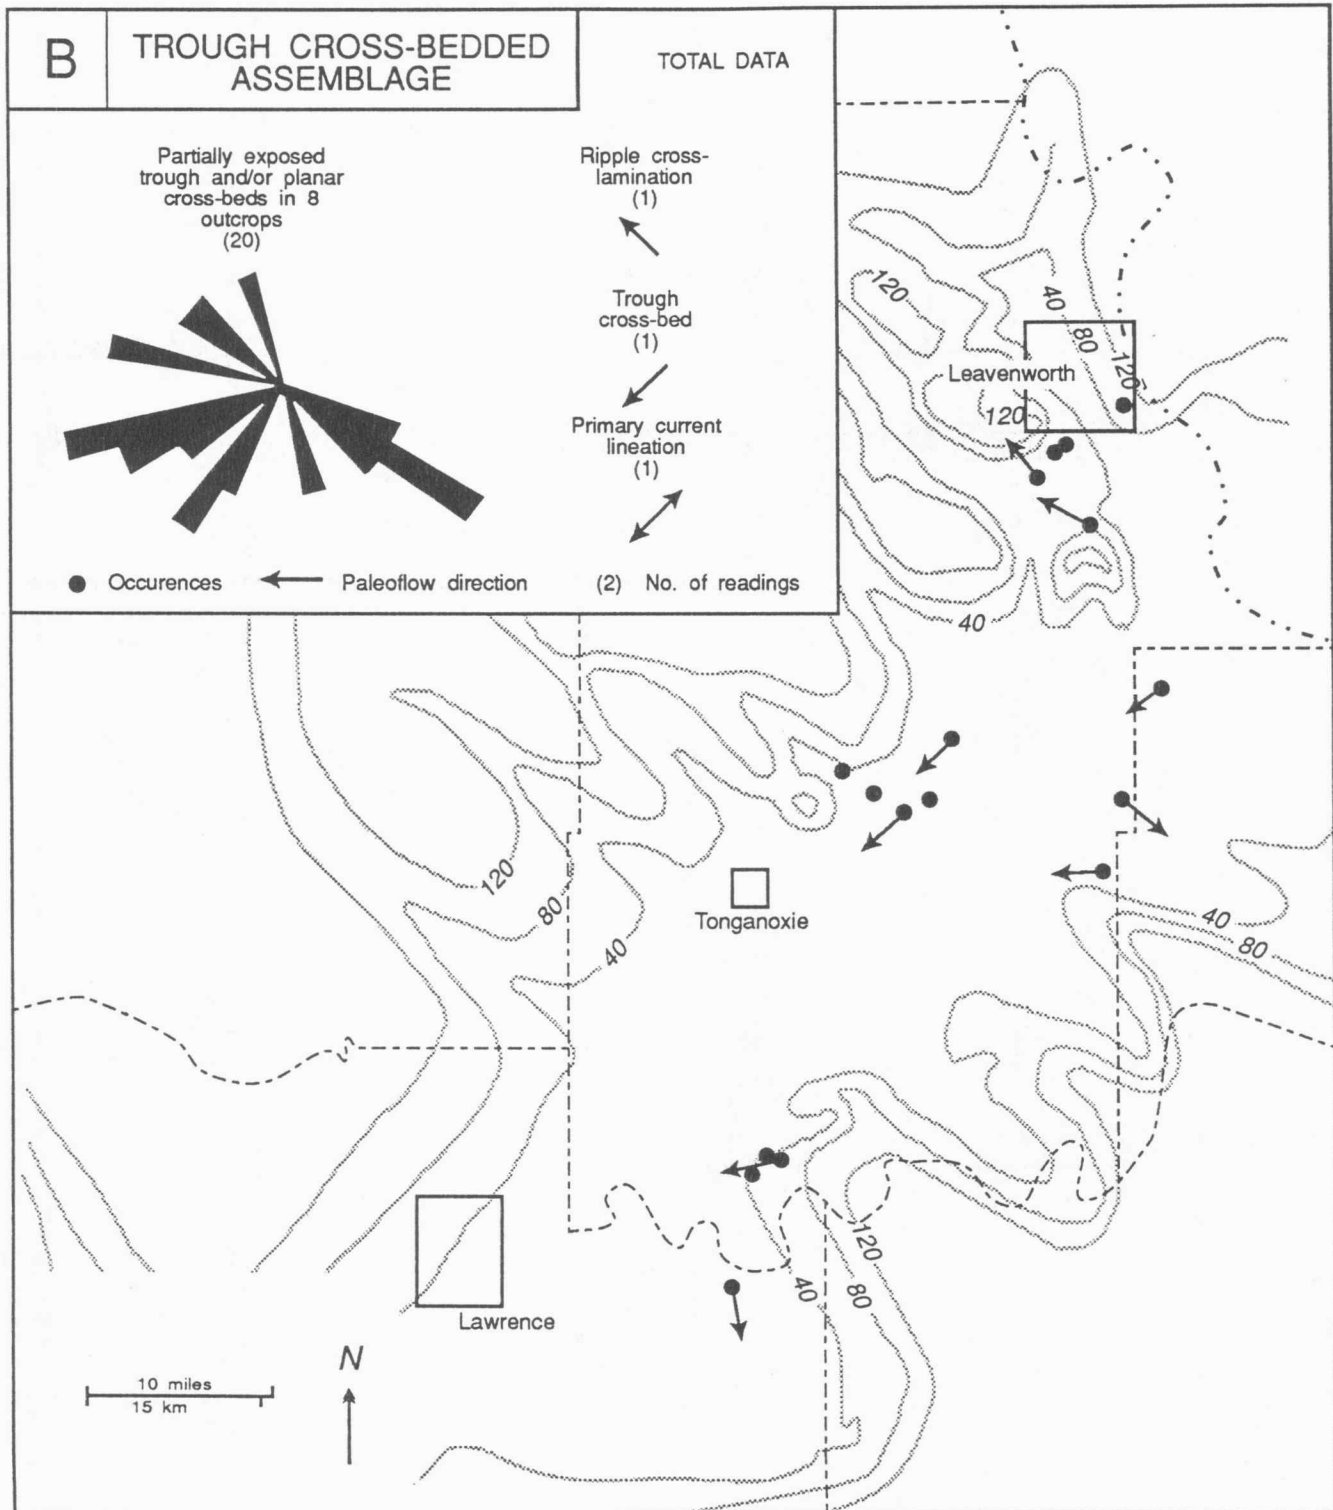 B
TROUGH CROSS-BEDDED
ASSEMBLAGE
TOTAL DATA
Partially exposed
trough and/or planar
cross-beds in 8
outcrops
(20)
Ripple cross-
lamination
(1)
Trough
cross-bed
(1)
Primary current
lineation
(1)
Occurences
Paleoflow direction
(2) No. of readings
120
40
80
120
Leavenworth
120
40
120
80
40
Tonganoxie
40
80
120
40
80
Lawrence
N
10 miles
15 km